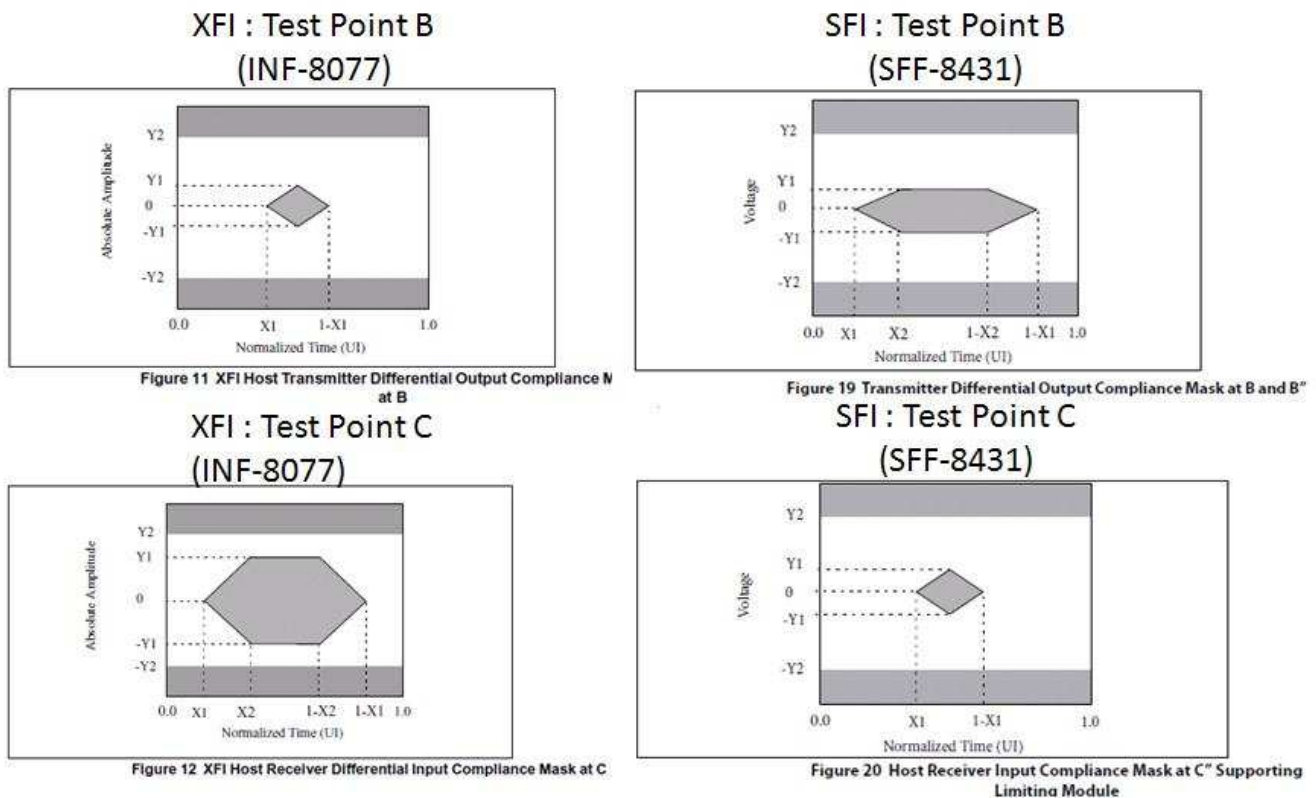 XFI : Test Point B
(INF-8077)
Y2
Y1
0
-Y1
-Y2
Absolute Amplitude
0.0
X1
1-X1
1.0
Normalized Time (UI)
Figure 11 XFI Host Transmitter Differential Output Compliance M
at B
SFI : Test Point B
(SFF-8431)
Y2
Y1
0
-Y1
-Y2
Voltage
0.0
X1
X2
1-X2
1-X1
1.0
Normalized Time (UI)
Figure 19 Transmitter Differential Output Compliance Mask at B and B”
XFI : Test Point C
(INF-8077)
Y2
Y1
0
-Y1
-Y2
Absolute Amplitude
0.0
X1
X2
1-X2
1-X1
1.0
Normalized Time (UI)
Figure 12 XFI Host Receiver Differential Input Compliance Mask at C
SFI : Test Point C
(SFF-8431)
Y2
Y1
0
-Y1
-Y2
Voltage
0.0
X1
1-X1
1.0
Normalized Time (UI)
Figure 20 Host Receiver Input Compliance Mask at C” Supporting
Limiting Module